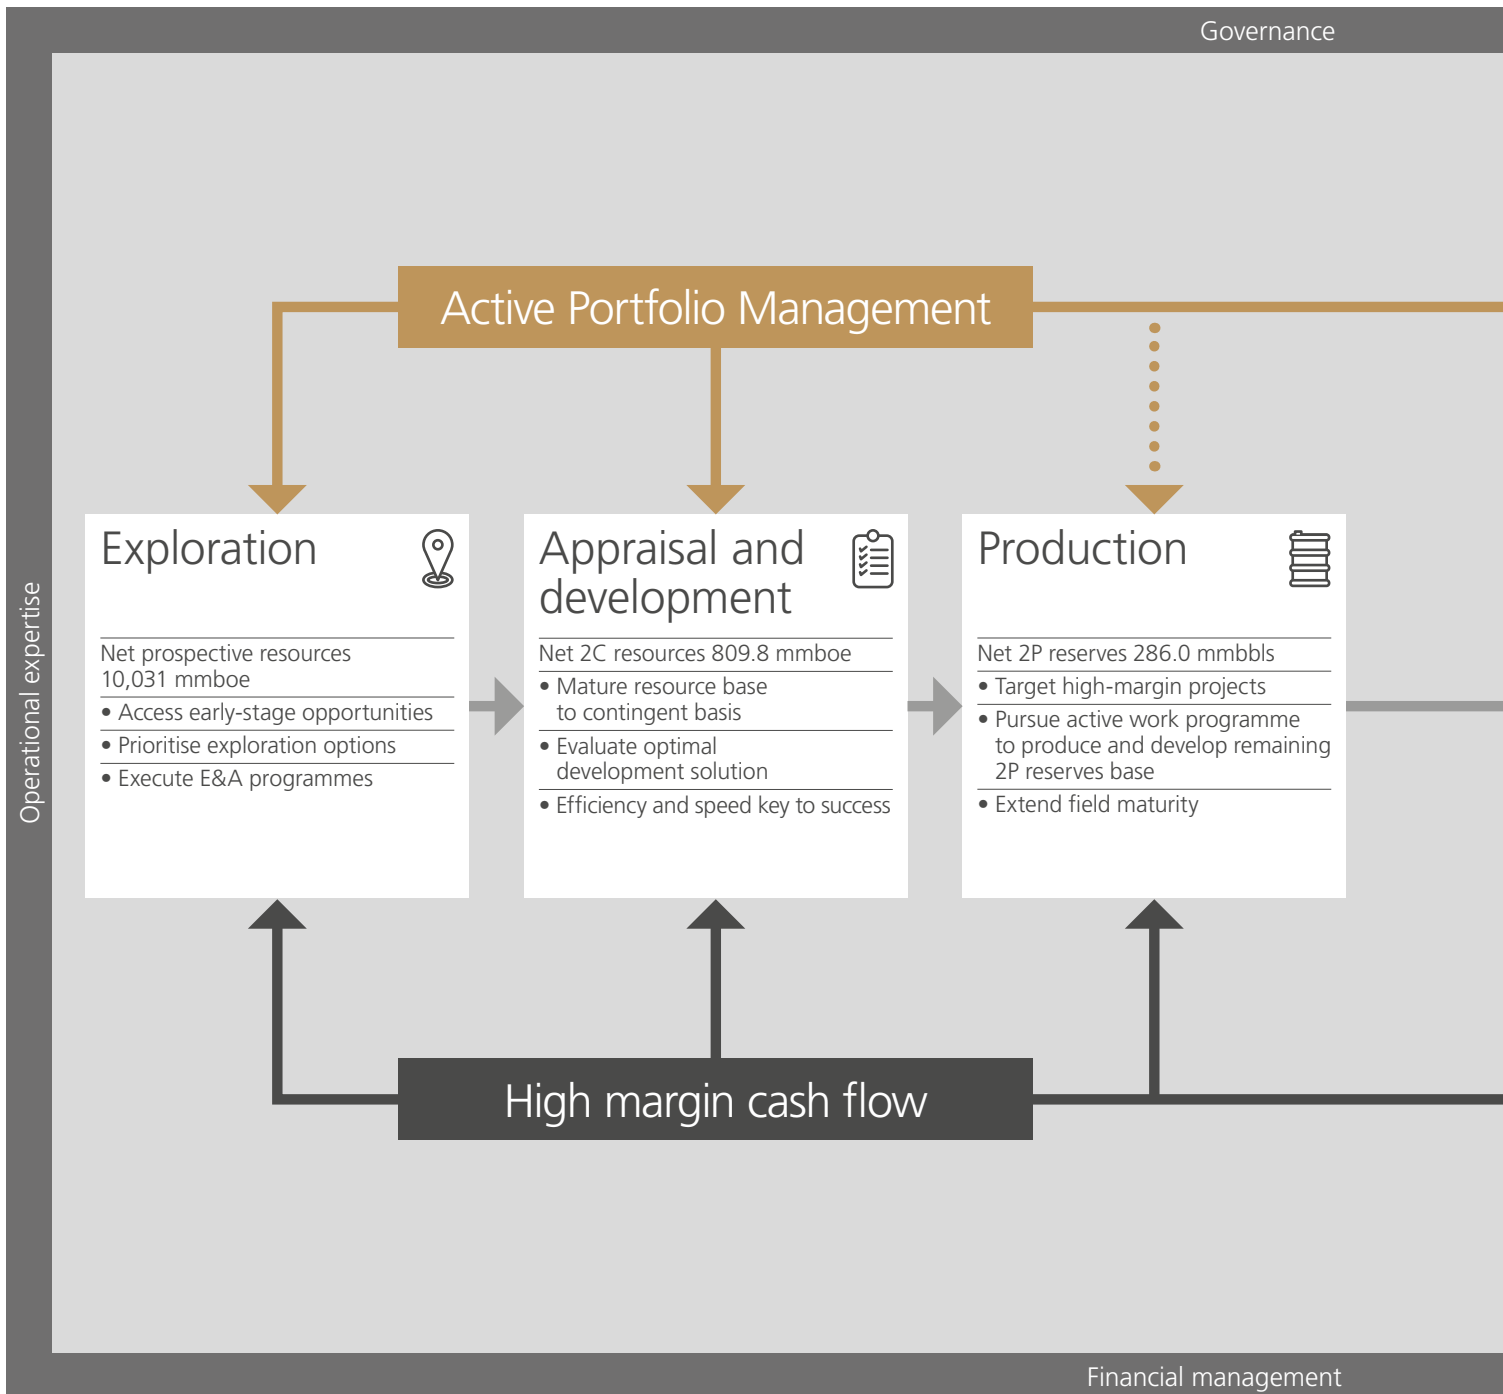 Governance
Operational expertise
Active Portfolio Management
Exploration
Net prospective resources
10,031 mmboe
• Access early-stage opportunities
• Prioritise exploration options
• Execute E&A programmes
Appraisal and
development
Net 2C resources 809.8 mmboe
• Mature resource base
to contingent basis
• Evaluate optimal
development solution
• Efficiency and speed key to success
Production
Net 2P reserves 286.0 mmbbls
• Target high-margin projects
• Pursue active work programme
to produce and develop remaining
2P reserves base
• Extend field maturity
High margin cash flow
Financial management